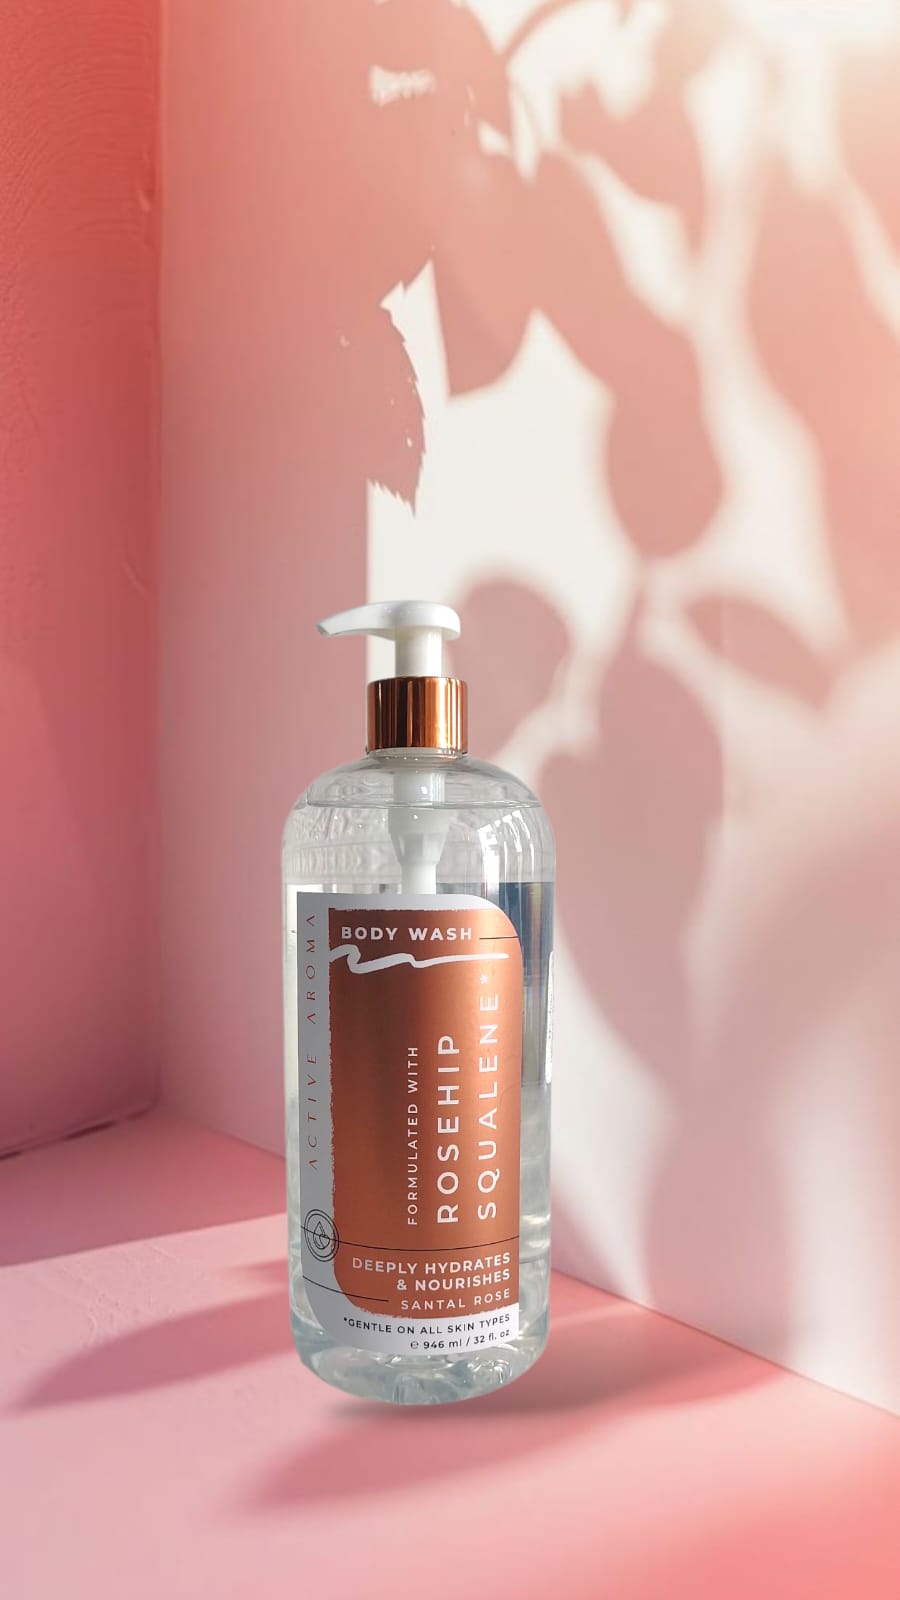 ACTIVE AROMA
BODY WASH
FORMULATED WITH
ROSEHIP
SQUALENE*
DEEPLY HYDRATES
& NOURISHES
SANTAL ROSE
*GENTLE ON ALL SKIN TYPES
℮ 946 ml / 32 fl. oz